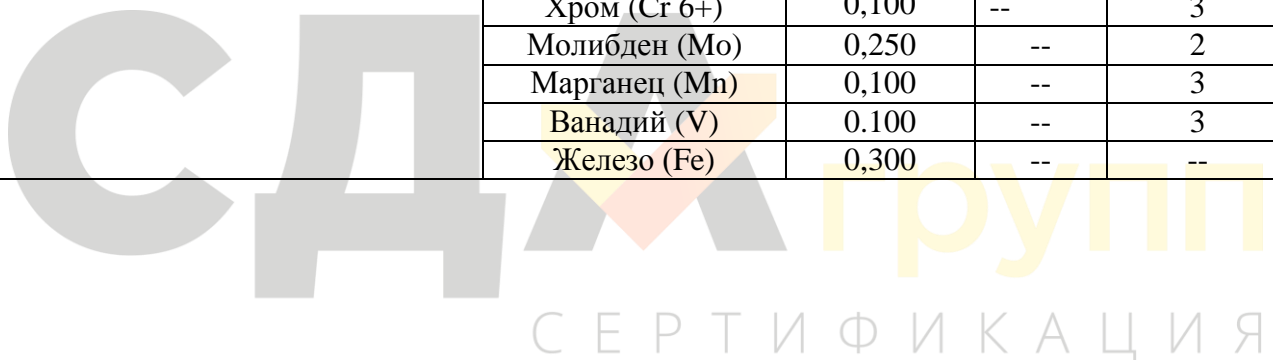 Хром (Cr 6+) 0,100 -- 3
Молибден (Mo) 0,250 -- 2
Марганец (Mn) 0,100 -- 3
Ванадий (V) 0.100 -- 3
Железо (Fe) 0,300 -- --
СДА групп
СЕРТИФИКАЦИЯ